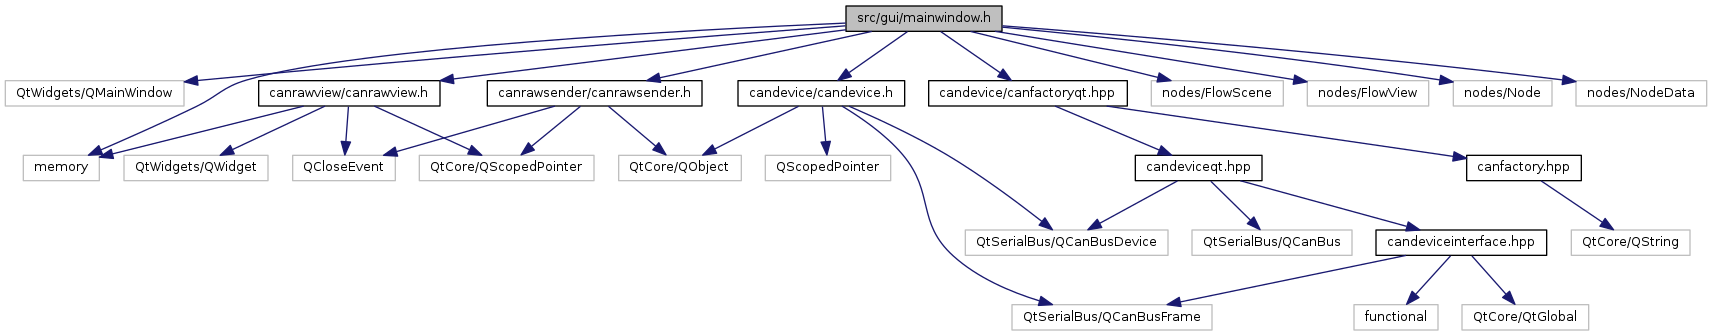 src/gui/mainwindow.h
QtWidgets/QMainWindow
canrawview/canrawview.h
canrawsender/canrawsender.h
candevice/candevice.h
candevice/canfactoryqt.hpp
nodes/FlowScene
nodes/FlowView
nodes/Node
nodes/NodeData
memory
QtWidgets/QWidget
QCloseEvent
QtCore/QScopedPointer
QtCore/QObject
QScopedPointer
candeviceqt.hpp
canfactory.hpp
QtSerialBus/QCanBusDevice
QtSerialBus/QCanBus
candeviceinterface.hpp
QtCore/QString
QtSerialBus/QCanBusFrame
functional
QtCore/QtGlobal